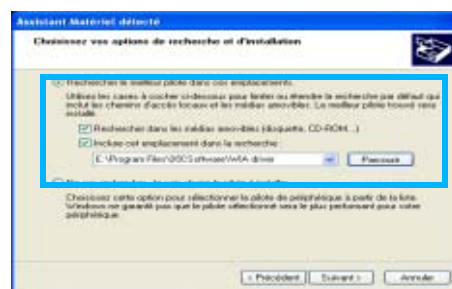 Assistant Matériel détecté
Choisissez vos options de recherche et d'installation
Rechercher le meilleur pilote dans ces emplacements.
Utilisez les cases à cocher ci-dessous pour limiter ou étendre la recherche par défaut qui
inclut les chemins d'accès locaux et les médias amovibles. Le meilleur pilote trouvé sera
installé.
Rechercher dans les médias amovibles (disquette, CD-ROM...)
Inclure cet emplacement dans la recherche :
Parcourir
Choisissez cette option pour sélectionner le pilote de périphérique à partir de la liste.
Windows ne garantit pas que le pilote sélectionné sera le plus performant pour votre
périphérique.
< Précédent
Suivant >
Annuler